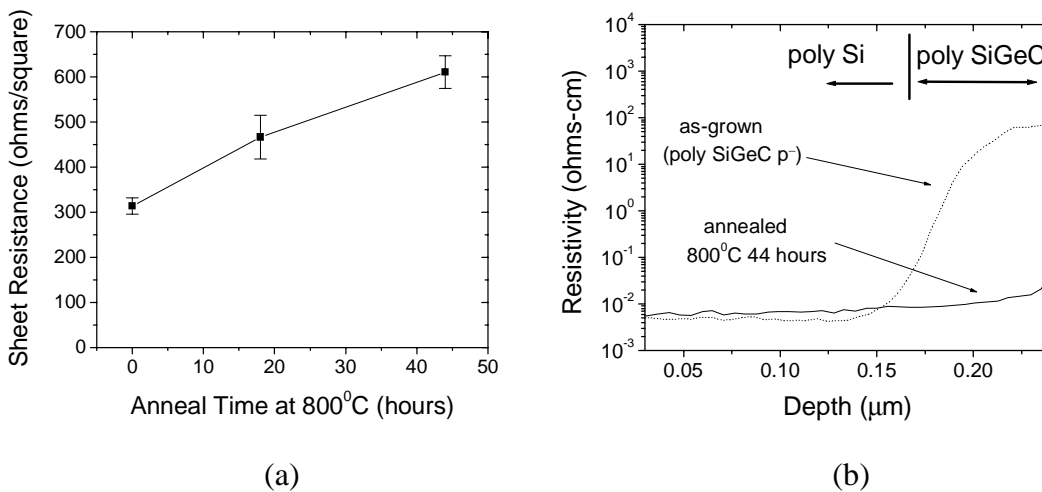 700
600
500
400
300
200
100
0
0 10 20 30 40 50
Sheet Resistance (ohms/square)
Anneal Time at 800⁰C (hours)
(a)
10⁴
10³
10²
10¹
10⁰
10⁻¹
10⁻²
10⁻³
0.05 0.10 0.15 0.20
Resistivity (ohms-cm)
Depth (μm)
poly Si
poly SiGeC
as-grown
(poly SiGeC p⁻)
annealed
800⁰C 44 hours
(b)